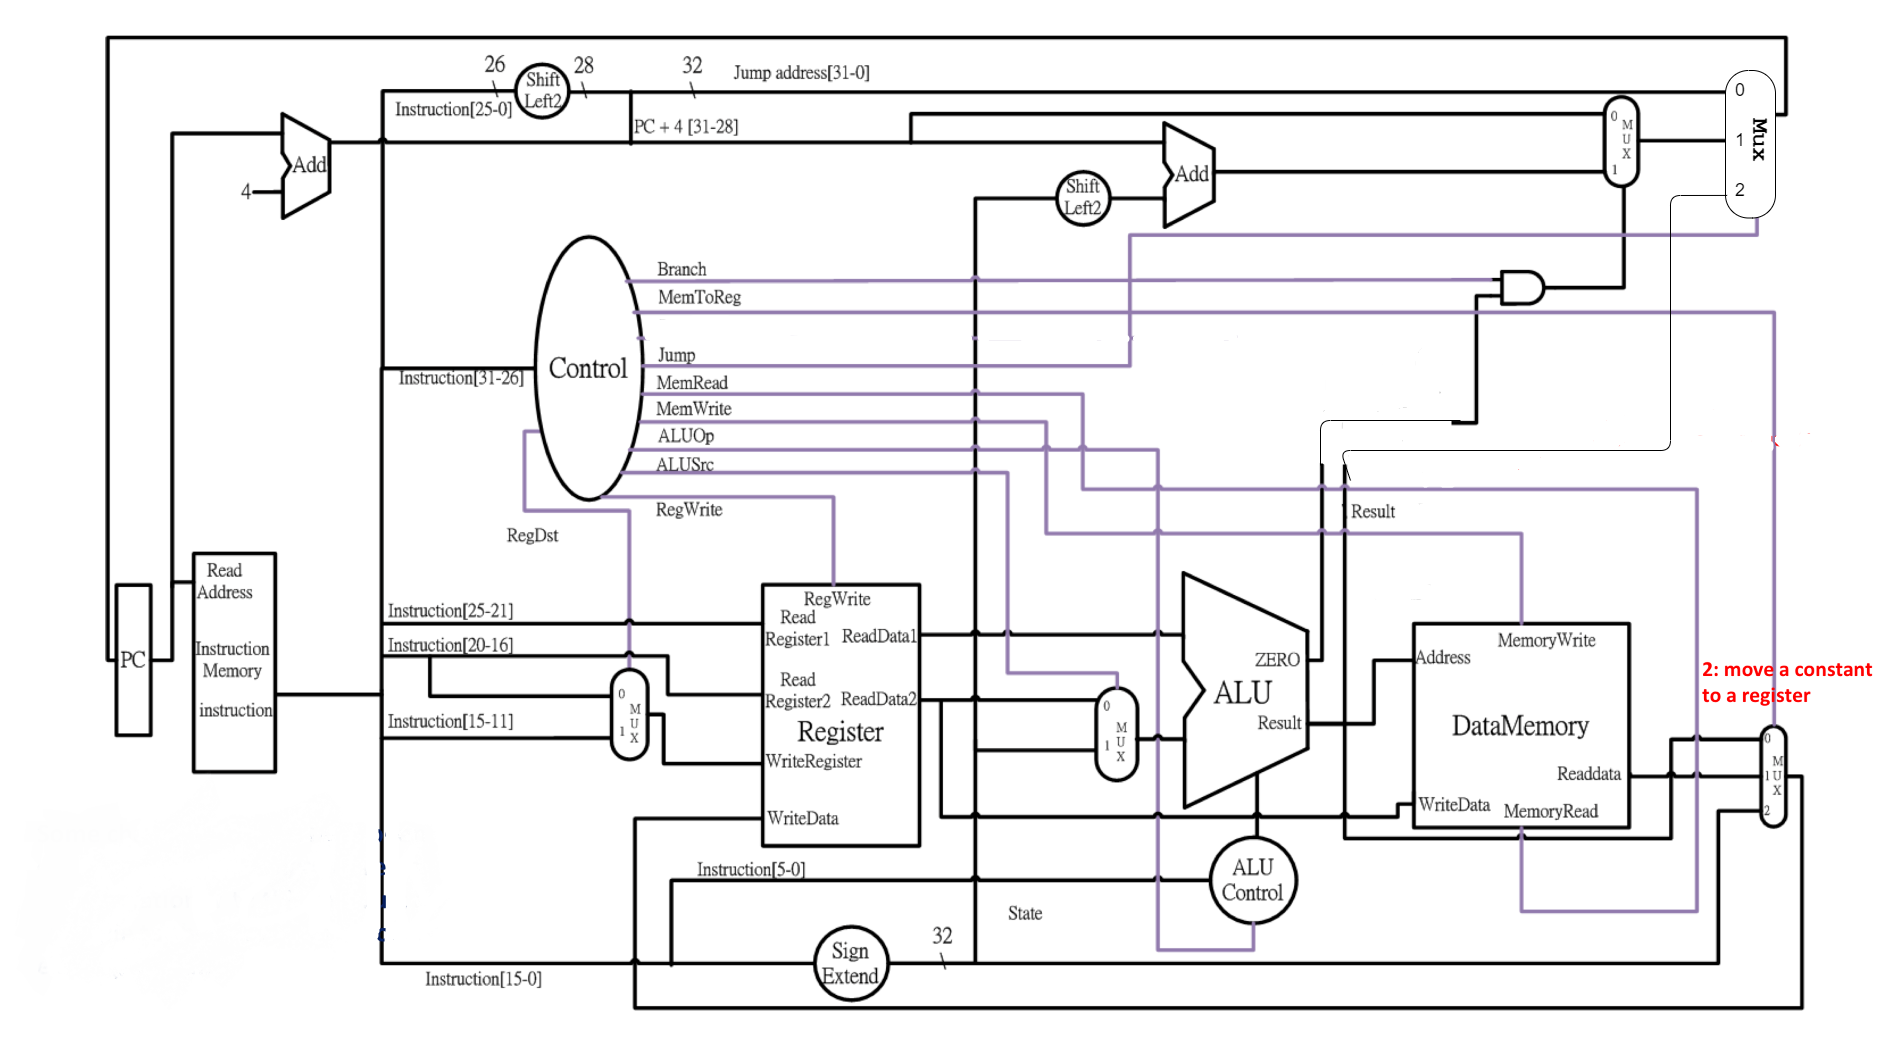 26
Shift
Left2
28
32
Jump address[31-0]
Instruction[25-0]
PC + 4 [31-28]
0
M
U
X
1
0
1
2
Mux
Add
4
Add
Shift
Left2
Branch
MemToReg
Control
Instruction[31-26]
Jump
MemRead
MemWrite
ALUOp
ALUSrc
RegWrite
RegDst
Result
PC
Read
Address
Instruction
Memory
instruction
Instruction[25-21]
Instruction[20-16]
Instruction[15-11]
0
M
U
X
1
RegWrite
Read
Register1
ReadData1
Read
Register2
ReadData2
Register
WriteRegister
WriteData
0
M
U
X
1
ZERO
ALU
Result
MemoryWrite
Address
DataMemory
Readdata
WriteData
MemoryRead
2: move a constant
to a register
0
M
1
U
X
2
Instruction[5-0]
ALU
Control
State
Sign
Extend
32
Instruction[15-0]